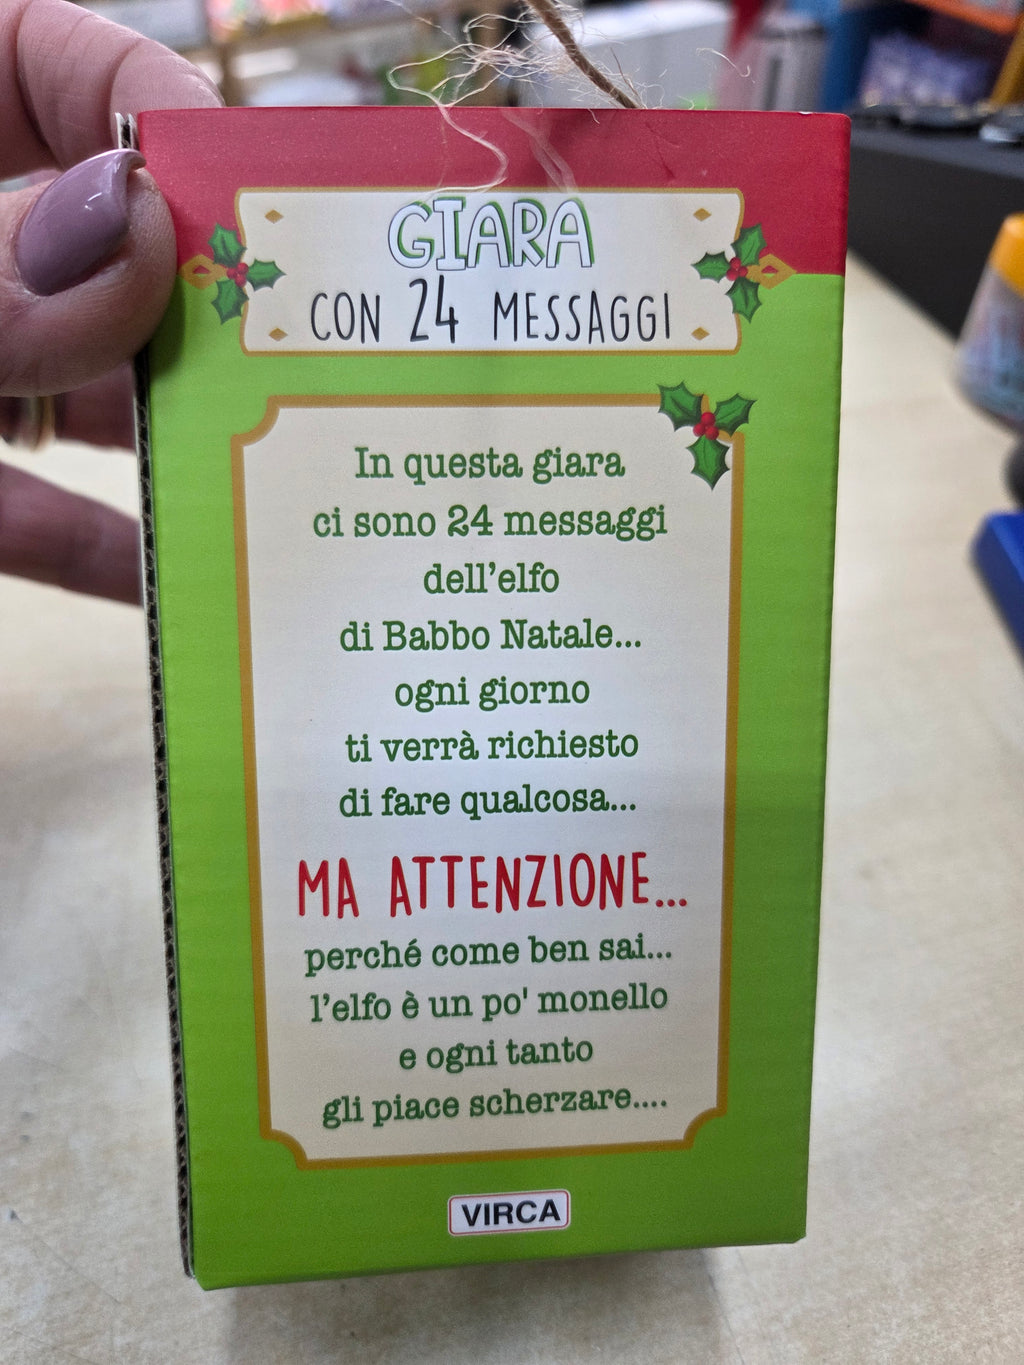 GIARA
CON 24 MESSAGGI
In questa giara
ci sono 24 messaggi
dell'elfo
di Babbo Natale...
ogni giorno
ti verrà richiesto
di fare qualcosa...
MA ATTENZIONE...
perché come ben sai...
l'elfo è un po' monello
e ogni tanto
gli piace scherzare....
VIRCA